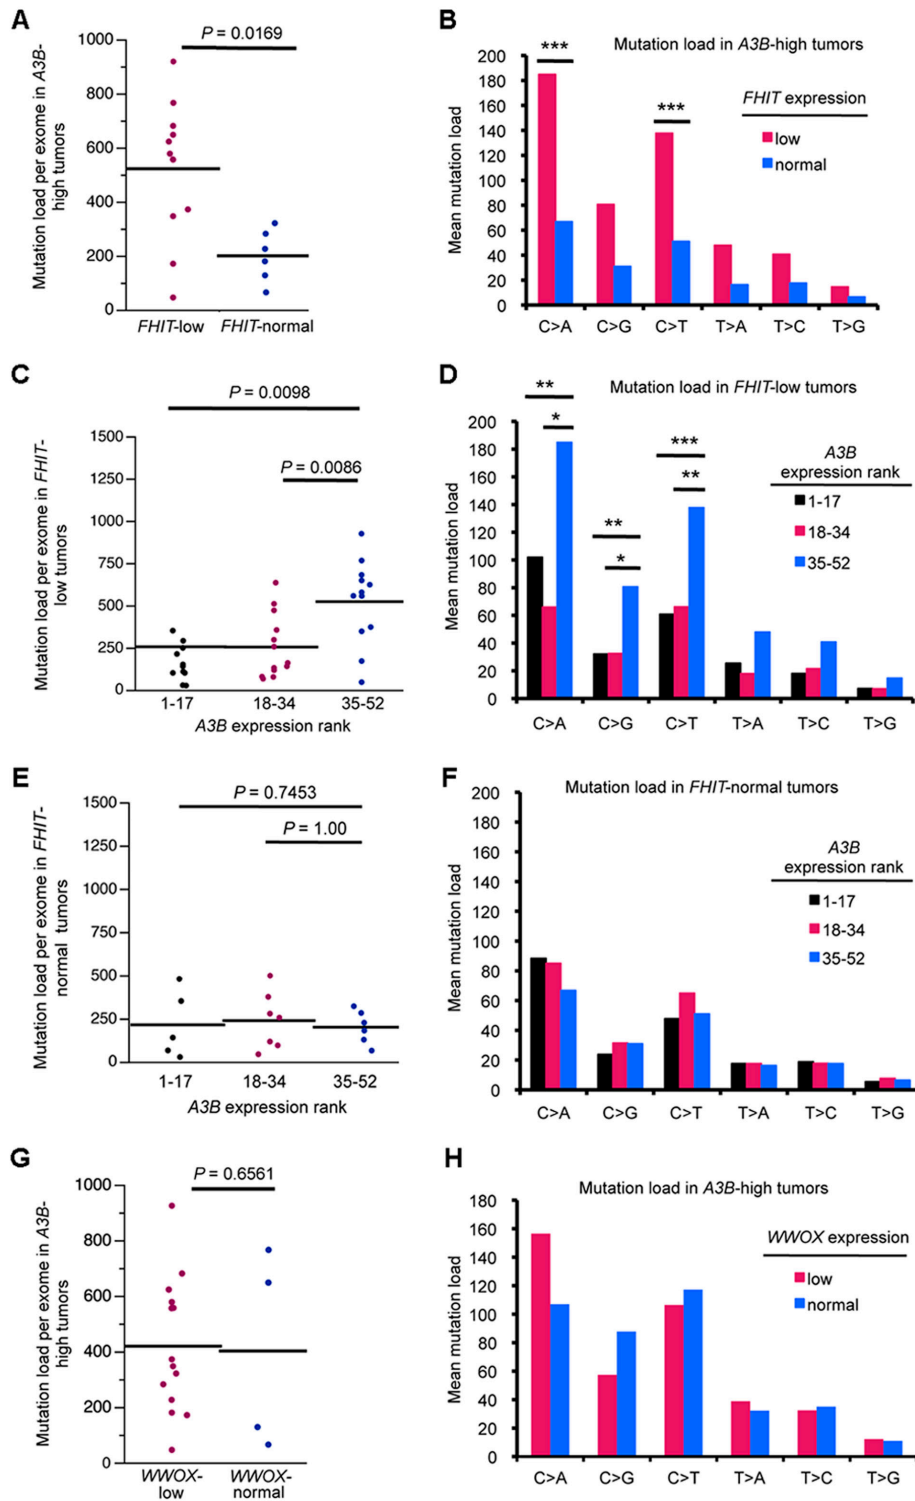 A
P = 0.0169
Mutation load per exome in A3B-
high tumors
1000
800
600
400
200
0
FHIT-low
FHIT-normal
B
Mutation load in A3B-high tumors
Mean mutation load
200
180
160
140
120
100
80
60
40
20
0
***
***
FHIT expression
low
normal
C>A
C>G
C>T
T>A
T>C
T>G
C
P = 0.0098
P = 0.0086
Mutation load per exome in FHIT-
low tumors
1500
1250
1000
750
500
250
0
1-17
18-34
35-52
A3B expression rank
D
Mutation load in FHIT-low tumors
Mean mutation load
200
180
160
140
120
100
80
60
40
20
0
**
*
**
*
***
**
A3B
expression rank
1-17
18-34
35-52
C>A
C>G
C>T
T>A
T>C
T>G
E
P = 0.7453
P = 1.00
Mutation load per exome in FHIT-
normal tumors
1500
1250
1000
750
500
250
0
1-17
18-34
35-52
A3B expression rank
F
Mutation load in FHIT-normal tumors
Mean mutation load
200
180
160
140
120
100
80
60
40
20
0
A3B
expression rank
1-17
18-34
35-52
C>A
C>G
C>T
T>A
T>C
T>G
G
P = 0.6561
Mutation load per exome in A3B-
high tumors
1000
800
600
400
200
0
WWOX-
low
WWOX-
normal
H
Mutation load in A3B-high tumors
Mean mutation load
180
160
140
120
100
80
60
40
20
0
WWOX expression
low
normal
C>A
C>G
C>T
T>A
T>C
T>G